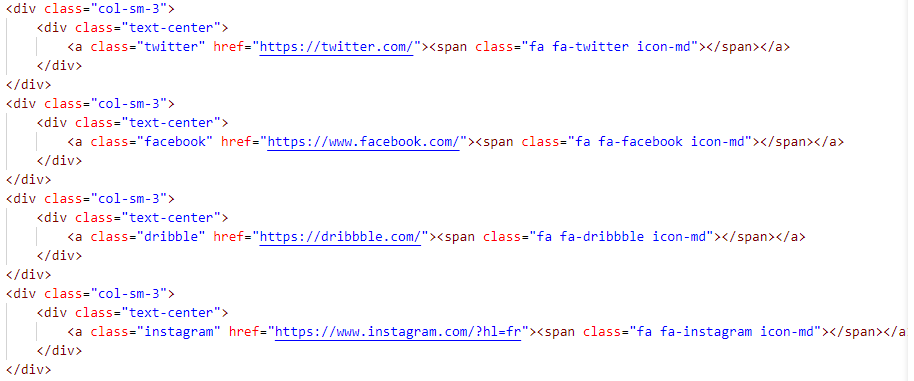 <div class="col-sm-3">
    <div class="text-center">
        <a class="twitter" href="https://twitter.com/"><span class="fa fa-twitter icon-md"></span></a>
    </div>
</div>
<div class="col-sm-3">
    <div class="text-center">
        <a class="facebook" href="https://www.facebook.com/"><span class="fa fa-facebook icon-md"></span></a>
    </div>
</div>
<div class="col-sm-3">
    <div class="text-center">
        <a class="dribble" href="https://dribbble.com/"><span class="fa fa-dribbble icon-md"></span></a>
    </div>
</div>
<div class="col-sm-3">
    <div class="text-center">
        <a class="instagram" href="https://www.instagram.com/?hl=fr"><span class="fa fa-instagram icon-md"></span></a
    </div>
</div>